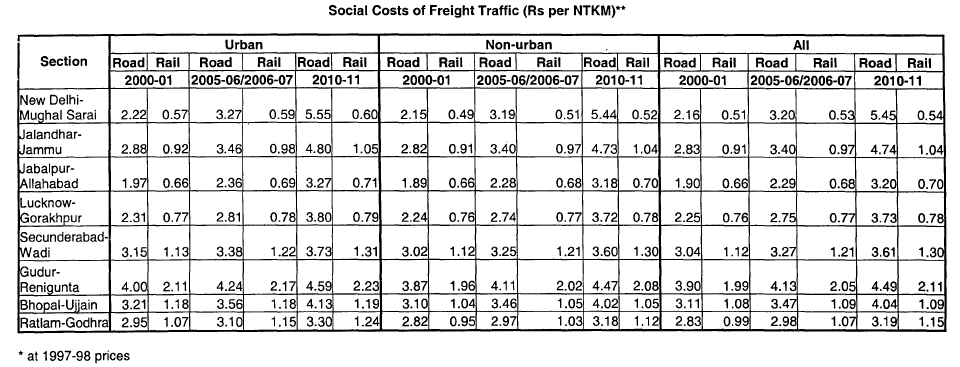 Social Costs of Freight Traffic (Rs per NTKM)**
Section Urban Non-urban All
Road Rail Road Rail Road Rail Road Rail Road Rail Road Rail Road Rail Road Rail Road Rail
2000-01 2005-06/2006-07 2010-11 2000-01 2005-06/2006-07 2010-11 2000-01 2005-06/2006-07 2010-11
New Delhi-
Mughal Sarai 2.22 0.57 3.27 0.59 5.55 0.60 2.15 0.49 3.19 0.51 5.44 0.52 2.16 0.51 3.20 0.53 5.45 0.54
Jalandhar-
Jammu 2.88 0.92 3.46 0.98 4.80 1.05 2.82 0.91 3.40 0.97 4.73 1.04 2.83 0.91 3.40 0.97 4.74 1.04
Jabalpur-
Allahabad 1.97 0.66 2.36 0.69 3.27 0.71 1.89 0.66 2.28 0.68 3.18 0.70 1.90 0.66 2.29 0.68 3.20 0.70
Lucknow-
Gorakhpur 2.31 0.77 2.81 0.78 3.80 0.79 2.24 0.76 2.74 0.77 3.72 0.78 2.25 0.76 2.75 0.77 3.73 0.78
Secunderabad-
Wadi 3.15 1.13 3.38 1.22 3.73 1.31 3.02 1.12 3.25 1.21 3.60 1.30 3.04 1.12 3.27 1.21 3.61 1.30
Gudur-
Renigunta 4.00 2.11 4.24 2.17 4.59 2.23 3.87 1.96 4.11 2.02 4.47 2.08 3.90 1.99 4.13 2.05 4.49 2.11
Bhopal-Ujjain 3.21 1.18 3.56 1.18 4.13 1.19 3.10 1.04 3.46 1.05 4.02 1.05 3.11 1.08 3.47 1.09 4.04 1.09
Ratlam-Godhra 2.95 1.07 3.10 1.15 3.30 1.24 2.82 0.95 2.97 1.03 3.18 1.12 2.83 0.99 2.98 1.07 3.19 1.15
* at 1997-98 prices